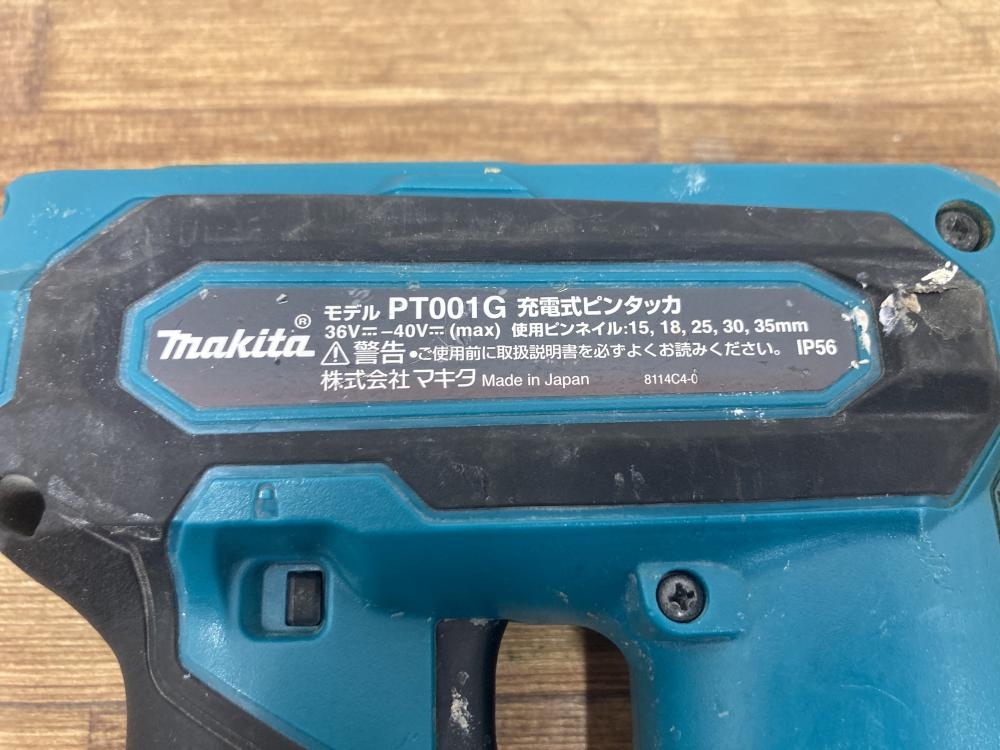 makita®
モデル PT001G 充電式ピンタッカ
36V⎓-40V⎓(max) 使用ピンネイル:15, 18, 25, 30, 35mm
⚠警告•ご使用前に取扱説明書を必ずよくお読みください。 IP56
株式会社 マキタ Made in Japan 8114C4-0